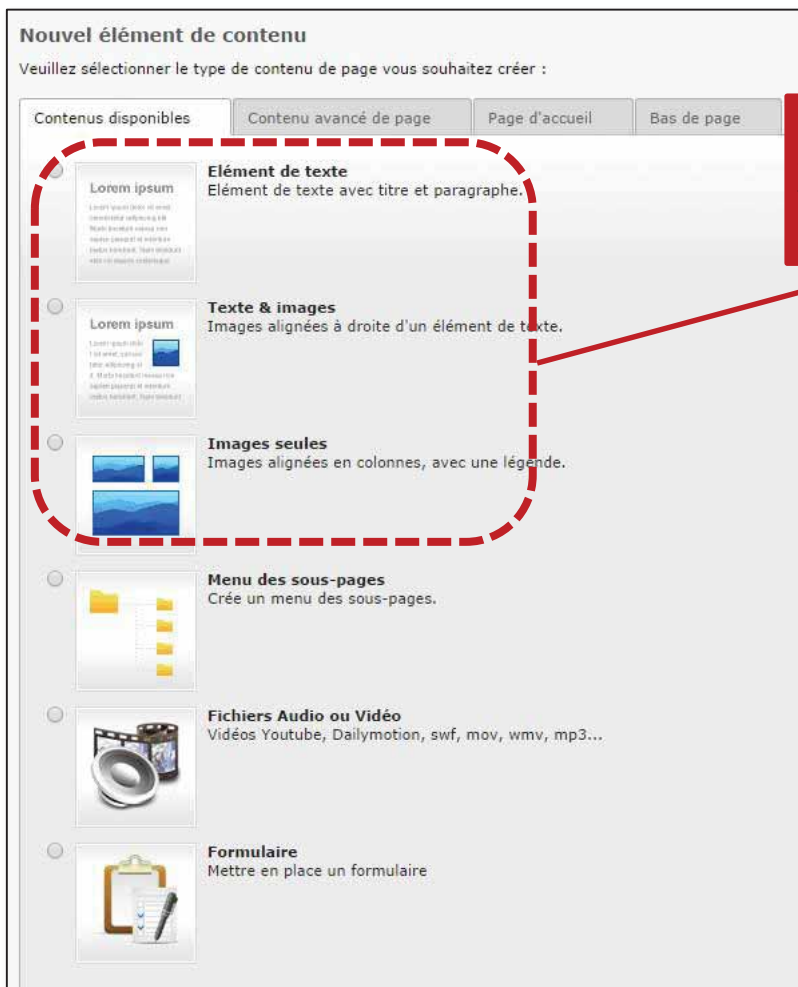 Nouvel élément de contenu
Veuillez sélectionner le type de contenu de page vous souhaitez créer :
Contenus disponibles
Contenu avancé de page
Page d'accueil
Bas de page
Elément de texte
Elément de texte avec titre et paragraphe.
Lorem ipsum
Texte & images
Images alignées à droite d'un élément de texte.
Lorem ipsum
Images seules
Images alignées en colonnes, avec une légende.
Menu des sous-pages
Crée un menu des sous-pages.
Fichiers Audio ou Vidéo
Vidéos Youtube, Dailymotion, swf, mov, wmv, mp3...
Formulaire
Mettre en place un formulaire